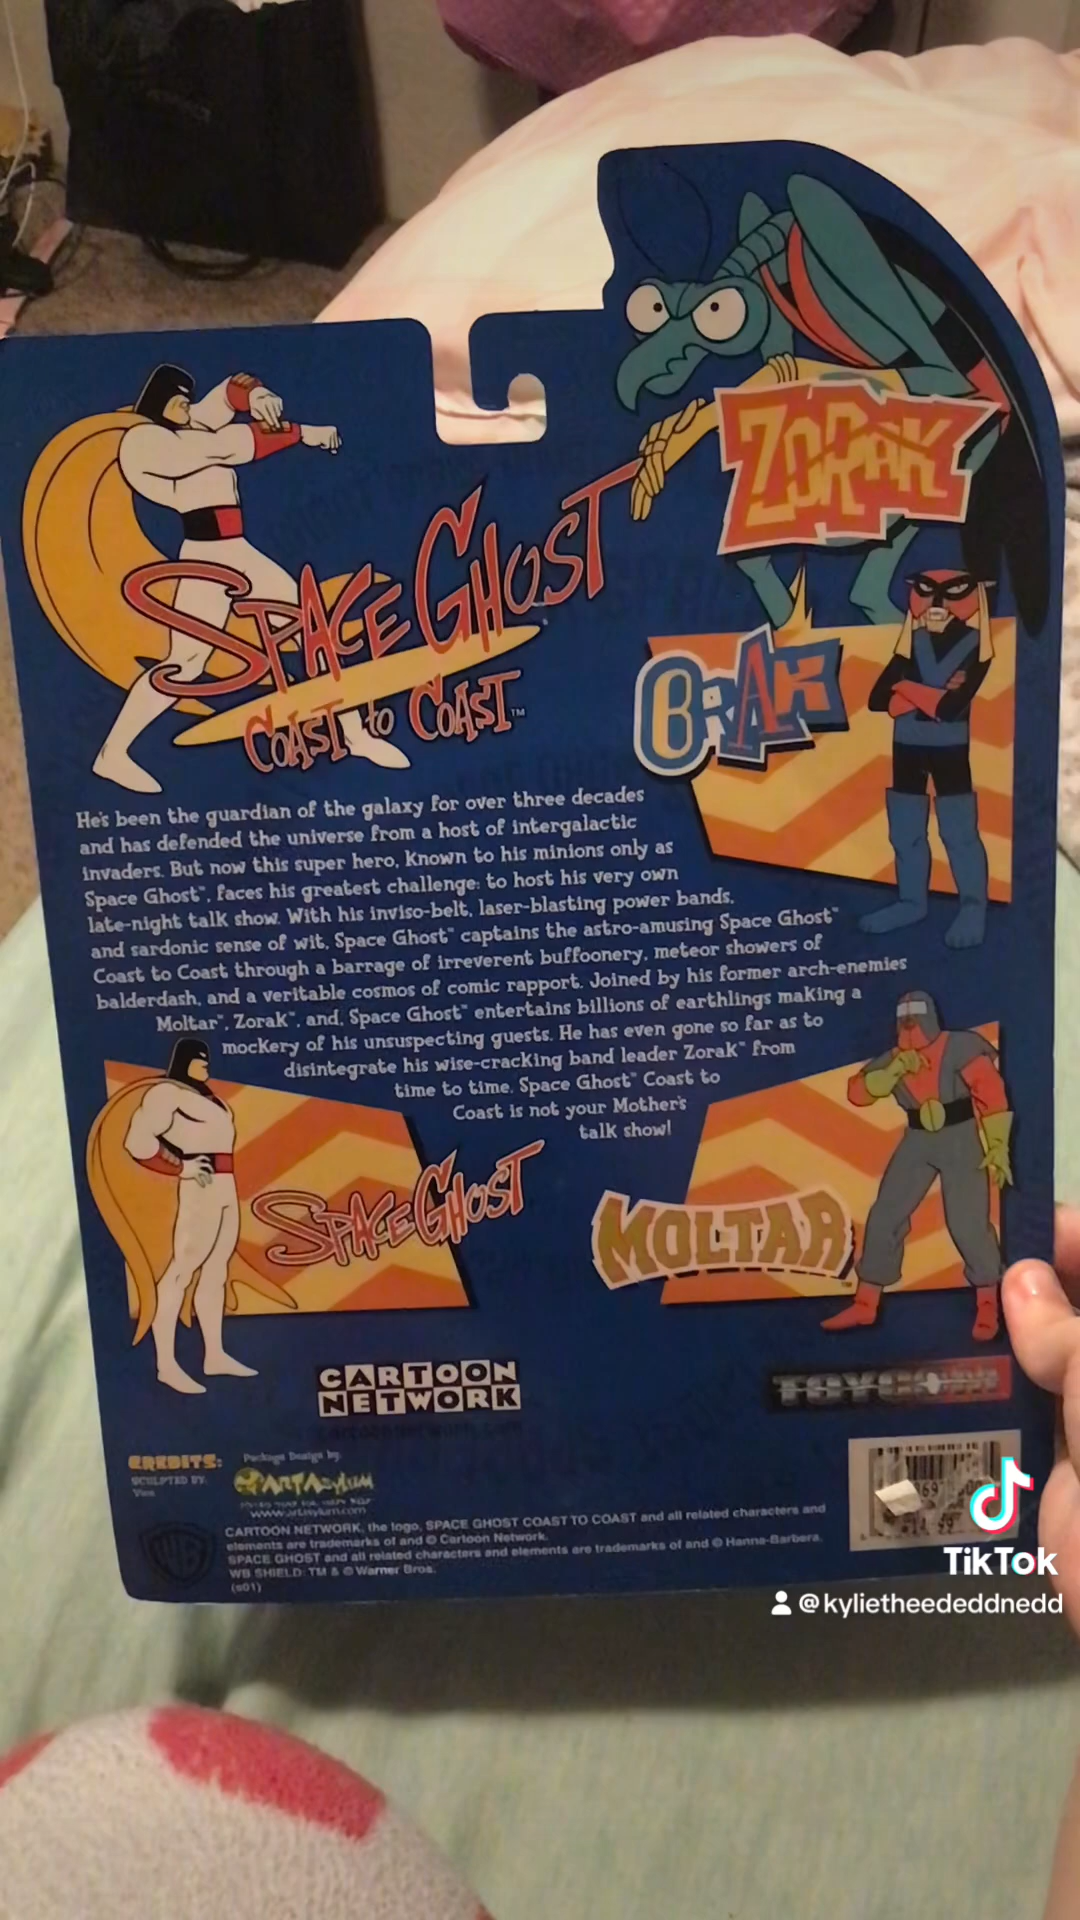 ZORAK
SPACE GHOST
COAST to COAST™
BRAK
He's been the guardian of the galaxy for over three decades
and has defended the universe from a host of intergalactic
invaders. But now this super hero, known to his minions only as
Space Ghost™, faces his greatest challenge: to host his very own
late-night talk show. With his inviso-belt, laser-blasting power bands,
and sardonic sense of wit, Space Ghost™ captains the astro-amusing Space Ghost™
Coast to Coast through a barrage of irreverent buffoonery, meteor showers of
balderdash, and a veritable cosmos of comic rapport. Joined by his former arch-enemies
Moltar™, Zorak™, and, Space Ghost™ entertains billions of earthlings making a
mockery of his unsuspecting guests. He has even gone so far as to
disintegrate his wise-cracking band leader Zorak™ from
time to time. Space Ghost™ Coast to
Coast is not your Mother's
talk show!
SPACE GHOST
MOLTAR
CARTOON
NETWORK
TOYCOM
CREDITS:
SCULPTED BY:
Package Design by:
ArtAsylum
www.artasylum.com
CARTOON NETWORK, the logo, SPACE GHOST COAST TO COAST and all related characters and
elements are trademarks of and © Cartoon Network.
SPACE GHOST and all related characters and elements are trademarks of and © Hanna-Barbera.
WB SHIELD: TM & © Warner Bros.
(s01)
TikTok
@kylietheededdnedd